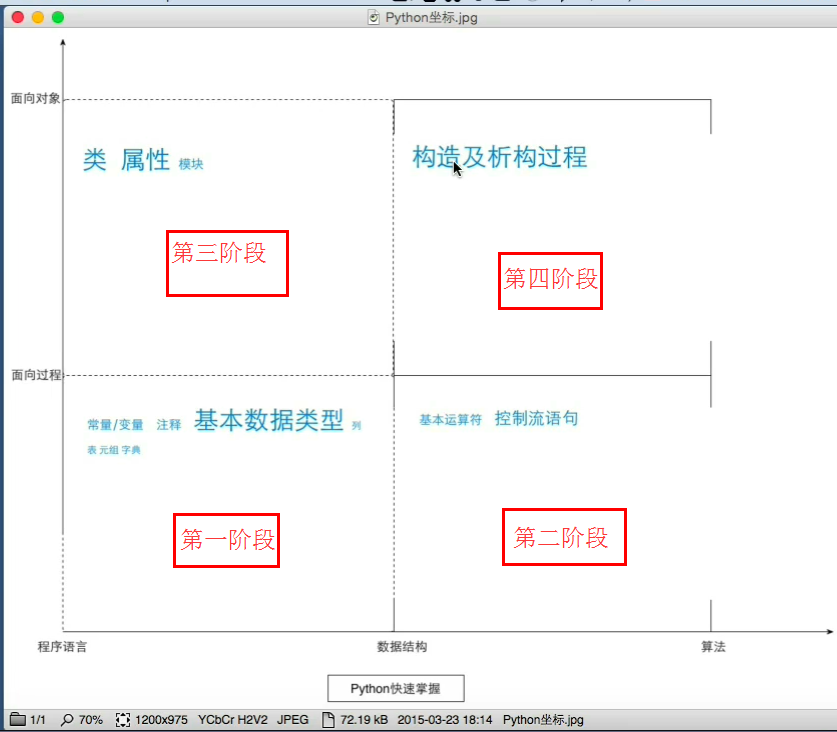 Python坐标.jpg
面向对象
类 属性 模块
构造及析构过程
第三阶段
第四阶段
面向过程
常量/变量 注释 基本数据类型 列
表 元组 字典
基本运算符 控制流语句
第一阶段
第二阶段
程序语言 数据结构 算法
Python快速掌握
1/1 70% 1200x975 YCbCr H2V2 JPEG 72.19 kB 2015-03-23 18:14 Python坐标.jpg